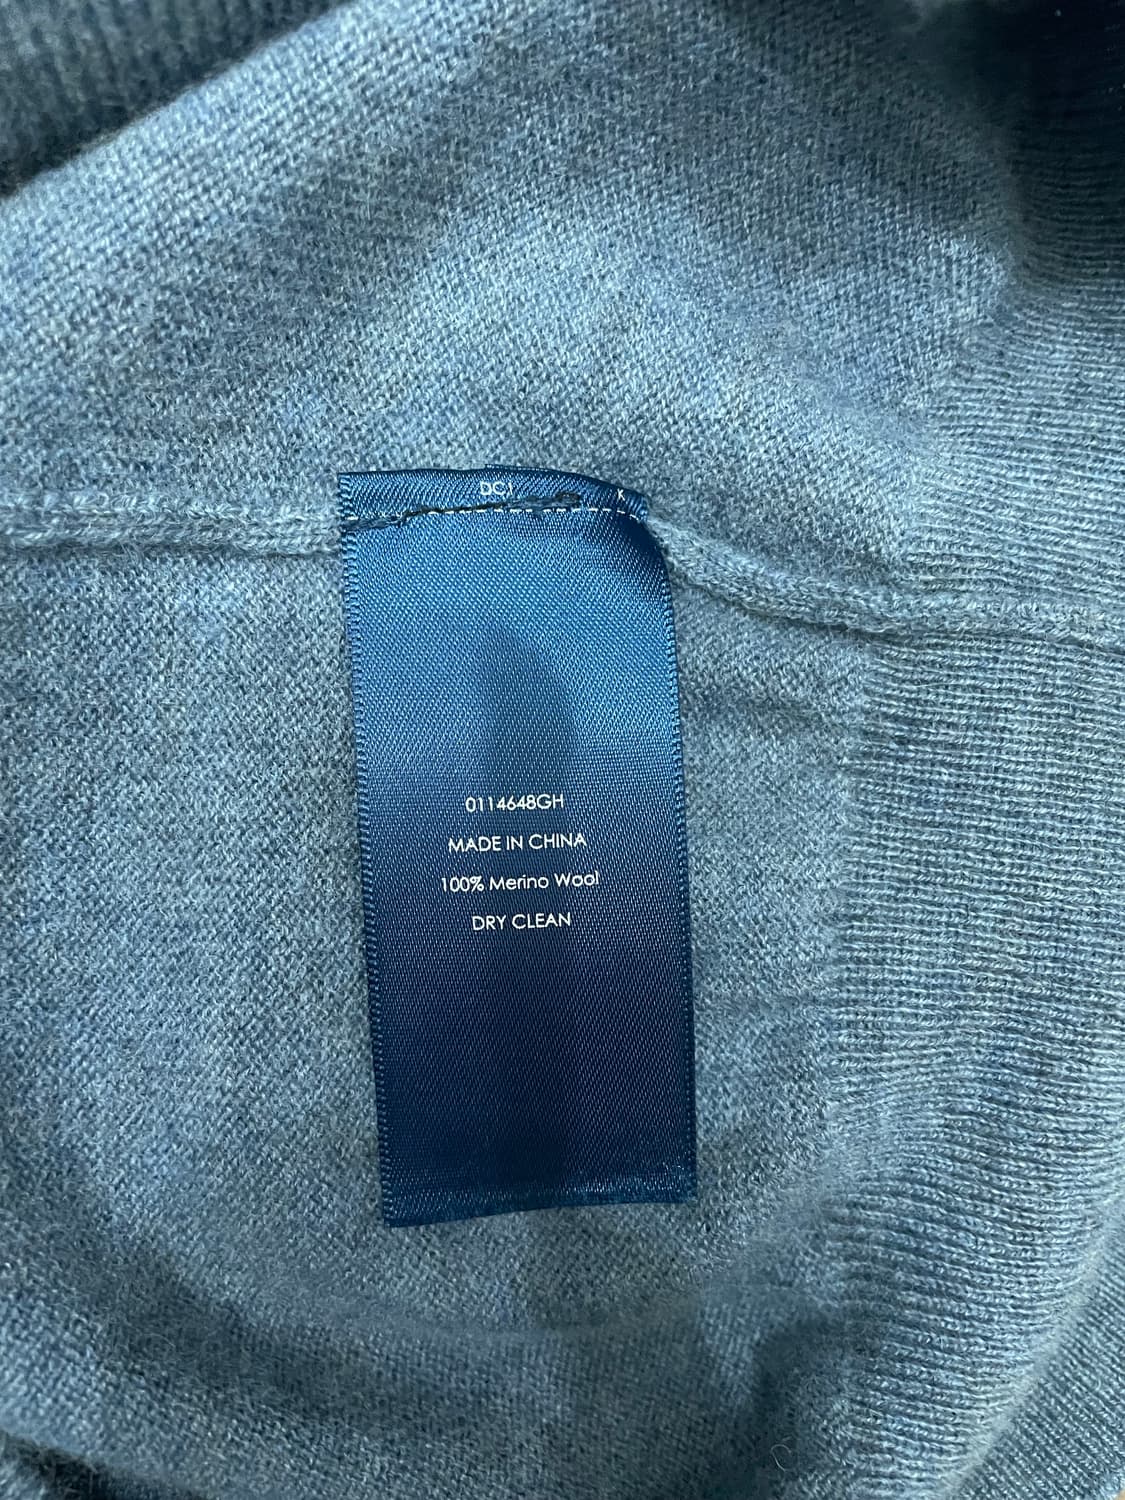 0114648GH
MADE IN CHINA
100% Merino Wool
DRY CLEAN